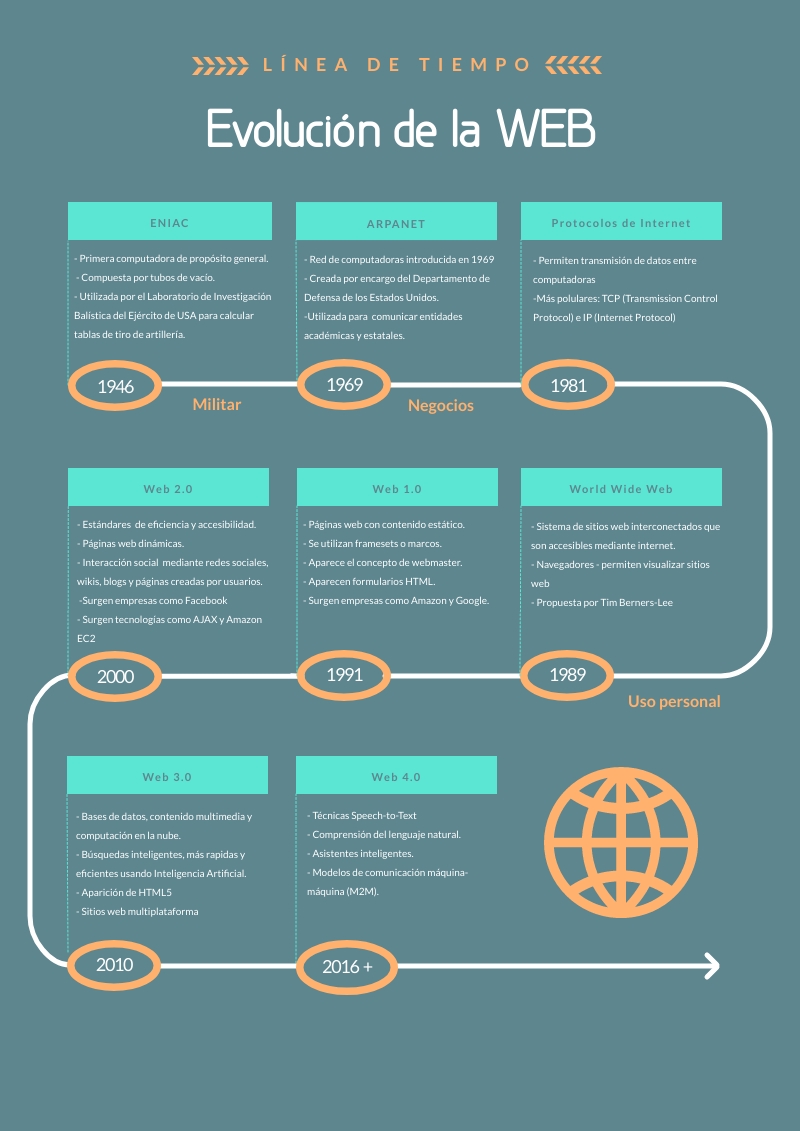 LÍNEA DE TIEMPO
Evolución de la WEB
ENIAC
- Primera computadora de propósito general.
- Compuesta por tubos de vacío.
- Utilizada por el Laboratorio de Investigación
Balística del Ejército de USA para calcular
tablas de tiro de artillería.
1946
Militar
ARPANET
- Red de computadoras introducida en 1969
- Creada por encargo del Departamento de
Defensa de los Estados Unidos.
-Utilizada para comunicar entidades
académicas y estatales.
1969
Negocios
Protocolos de Internet
- Permiten transmisión de datos entre
computadoras
-Más polulares: TCP (Transmission Control
Protocol) e IP (Internet Protocol)
1981
World Wide Web
- Sistema de sitios web interconectados que
son accesibles mediante internet.
- Navegadores - permiten visualizar sitios
web
- Propuesta por Tim Berners-Lee
1989
Uso personal
Web 1.0
- Páginas web con contenido estático.
- Se utilizan framesets o marcos.
- Aparece el concepto de webmaster.
- Aparecen formularios HTML.
- Surgen empresas como Amazon y Google.
1991
Web 2.0
- Estándares de eficiencia y accesibilidad.
- Páginas web dinámicas.
- Interacción social mediante redes sociales,
wikis, blogs y páginas creadas por usuarios.
-Surgen empresas como Facebook
- Surgen tecnologías como AJAX y Amazon
EC2
2000
Web 3.0
- Bases de datos, contenido multimedia y
computación en la nube.
- Búsquedas inteligentes, más rapidas y
eficientes usando Inteligencia Artificial.
- Aparición de HTML5
- Sitios web multiplataforma
2010
Web 4.0
- Técnicas Speech-to-Text
- Comprensión del lenguaje natural.
- Asistentes inteligentes.
- Modelos de comunicación máquina-
máquina (M2M).
2016 +